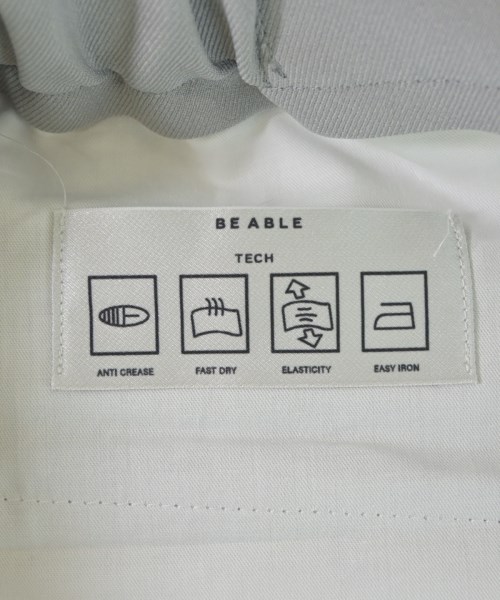 BE ABLE
TECH
ANTI CREASE FAST DRY ELASTICITY EASY IRON